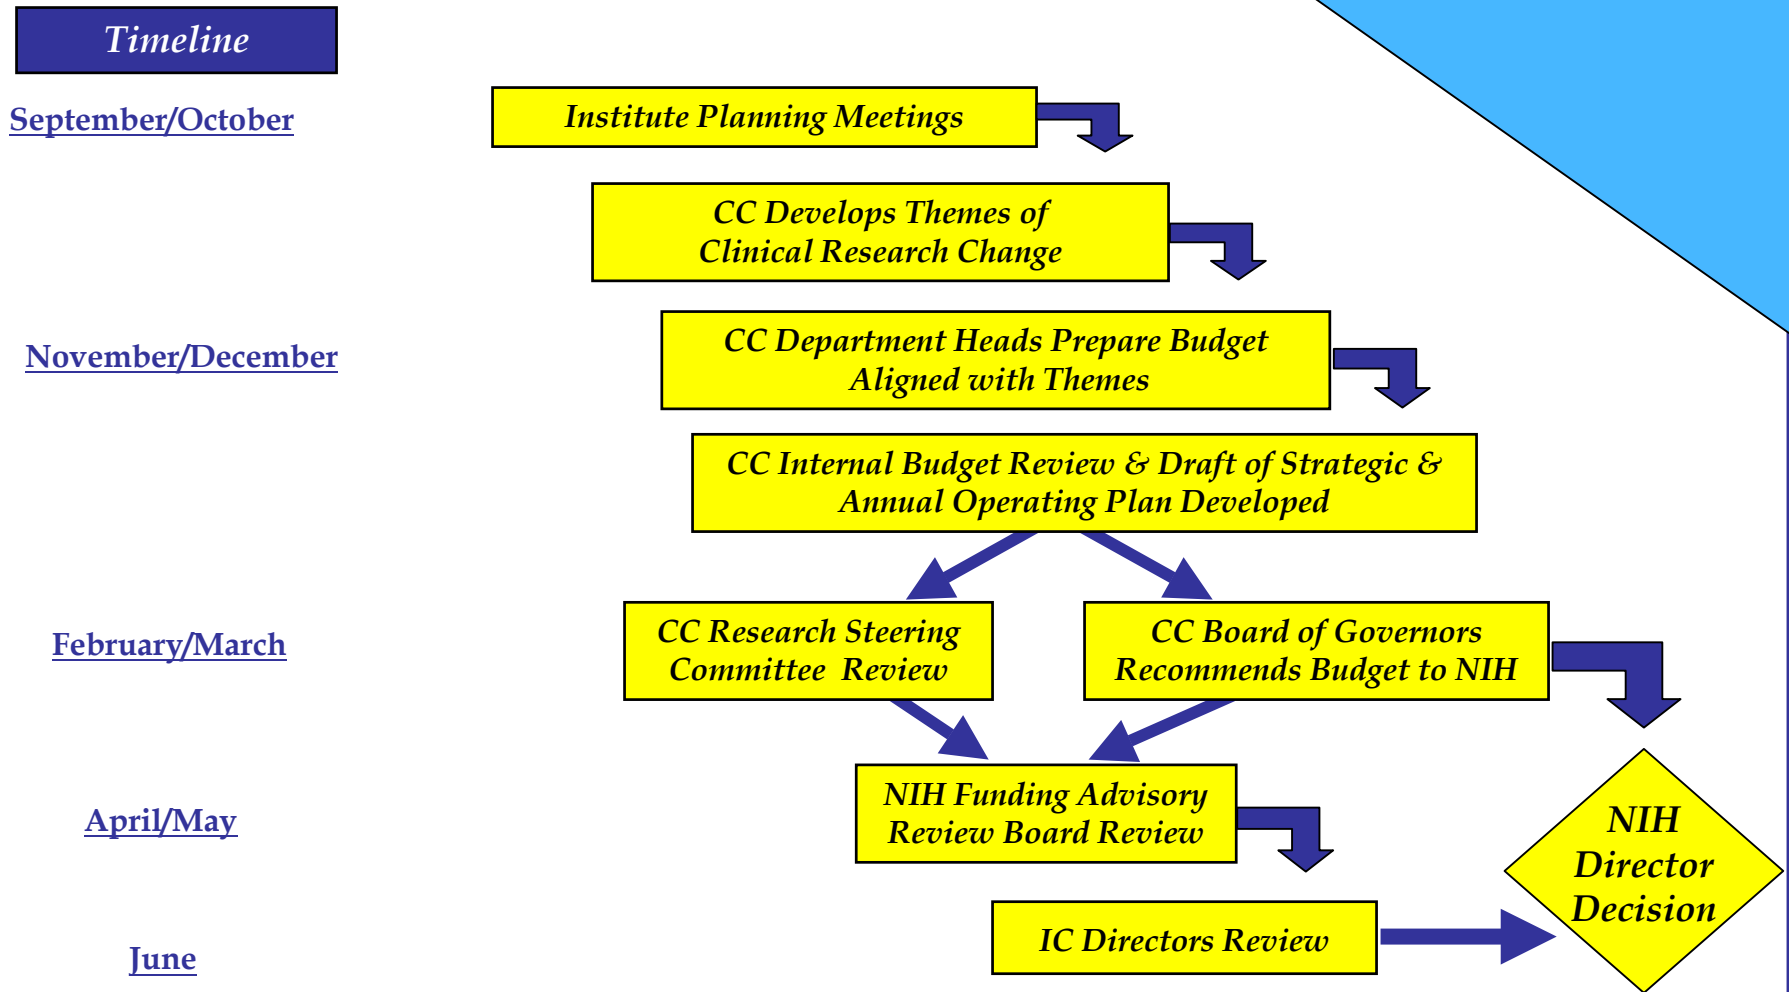 Timeline
September/October
Institute Planning Meetings
CC Develops Themes of
Clinical Research Change
November/December
CC Department Heads Prepare Budget
Aligned with Themes
CC Internal Budget Review & Draft of Strategic &
Annual Operating Plan Developed
February/March
CC Research Steering
Committee Review
CC Board of Governors
Recommends Budget to NIH
April/May
NIH Funding Advisory
Review Board Review
NIH
Director
Decision
June
IC Directors Review